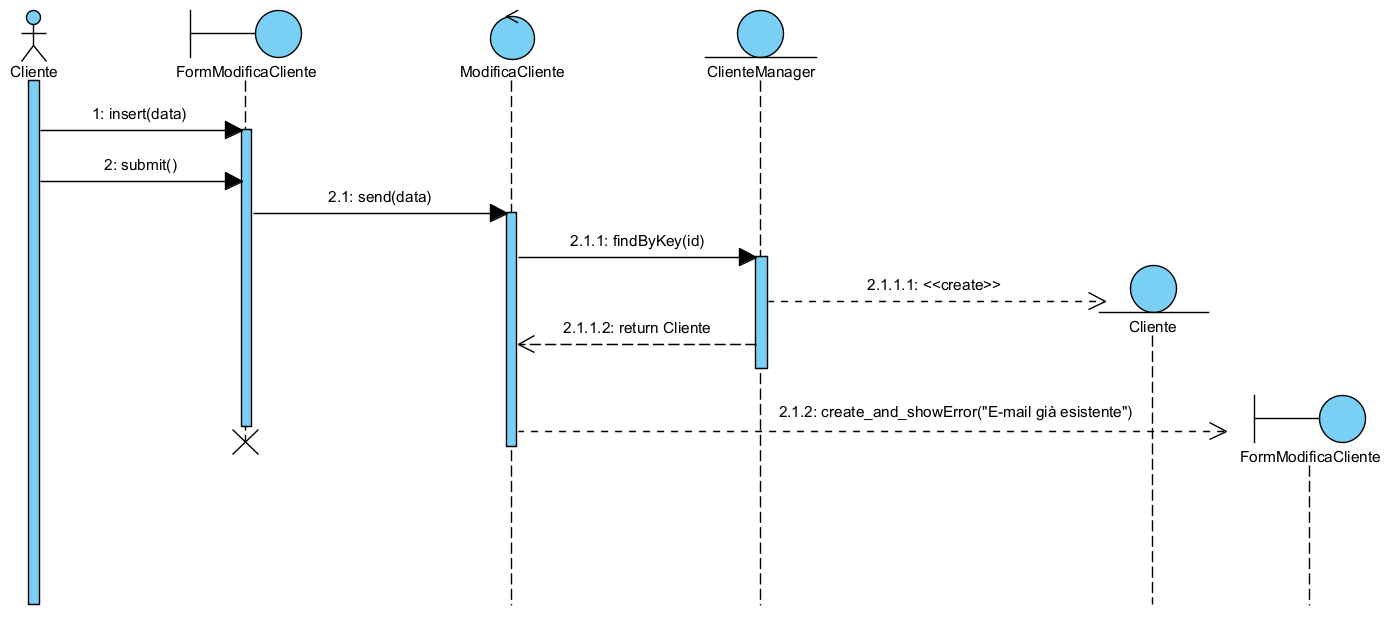 Cliente
FormModificaCliente
ModificaCliente
ClienteManager
1: insert(data)
2: submit()
2.1: send(data)
2.1.1: findByKey(id)
2.1.1.1: <<create>>
Cliente
2.1.1.2: return Cliente
2.1.2: create_and_showError("E-mail già esistente")
FormModificaCliente